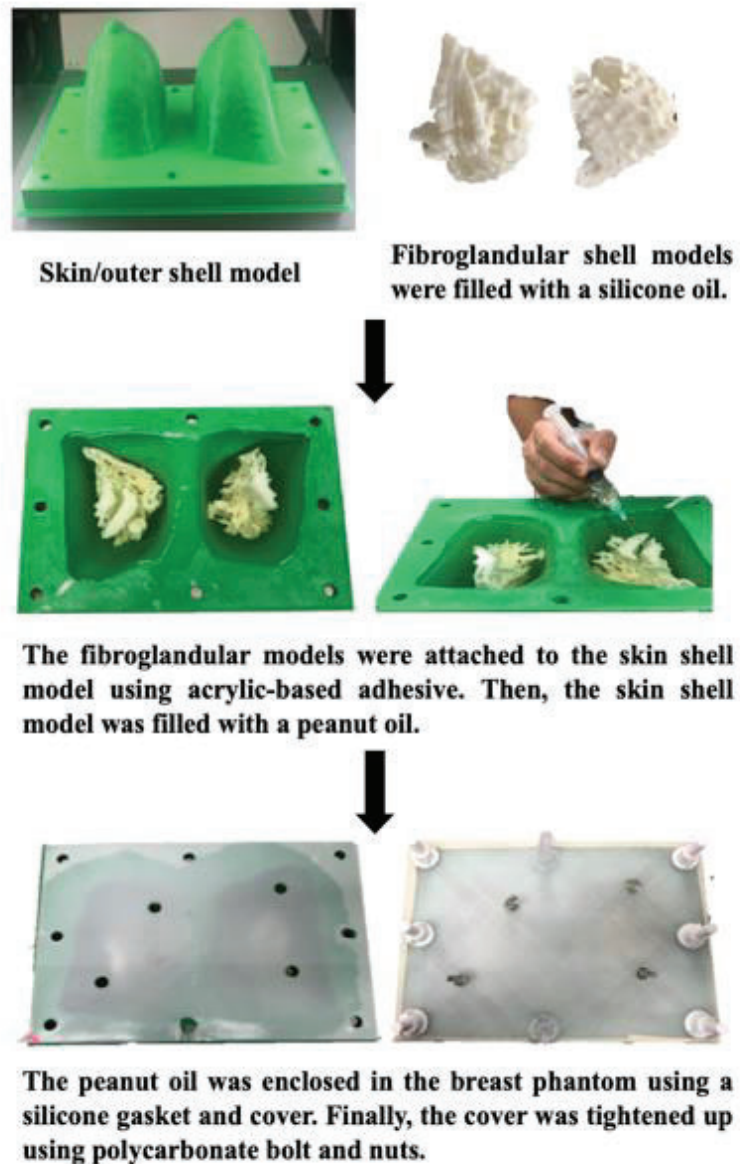 Skin/outer shell model
Fibroglandular shell models
were filled with a silicone oil.
The fibroglandular models were attached to the skin shell
model using acrylic-based adhesive. Then, the skin shell
model was filled with a peanut oil.
The peanut oil was enclosed in the breast phantom using a
silicone gasket and cover. Finally, the cover was tightened up
using polycarbonate bolt and nuts.